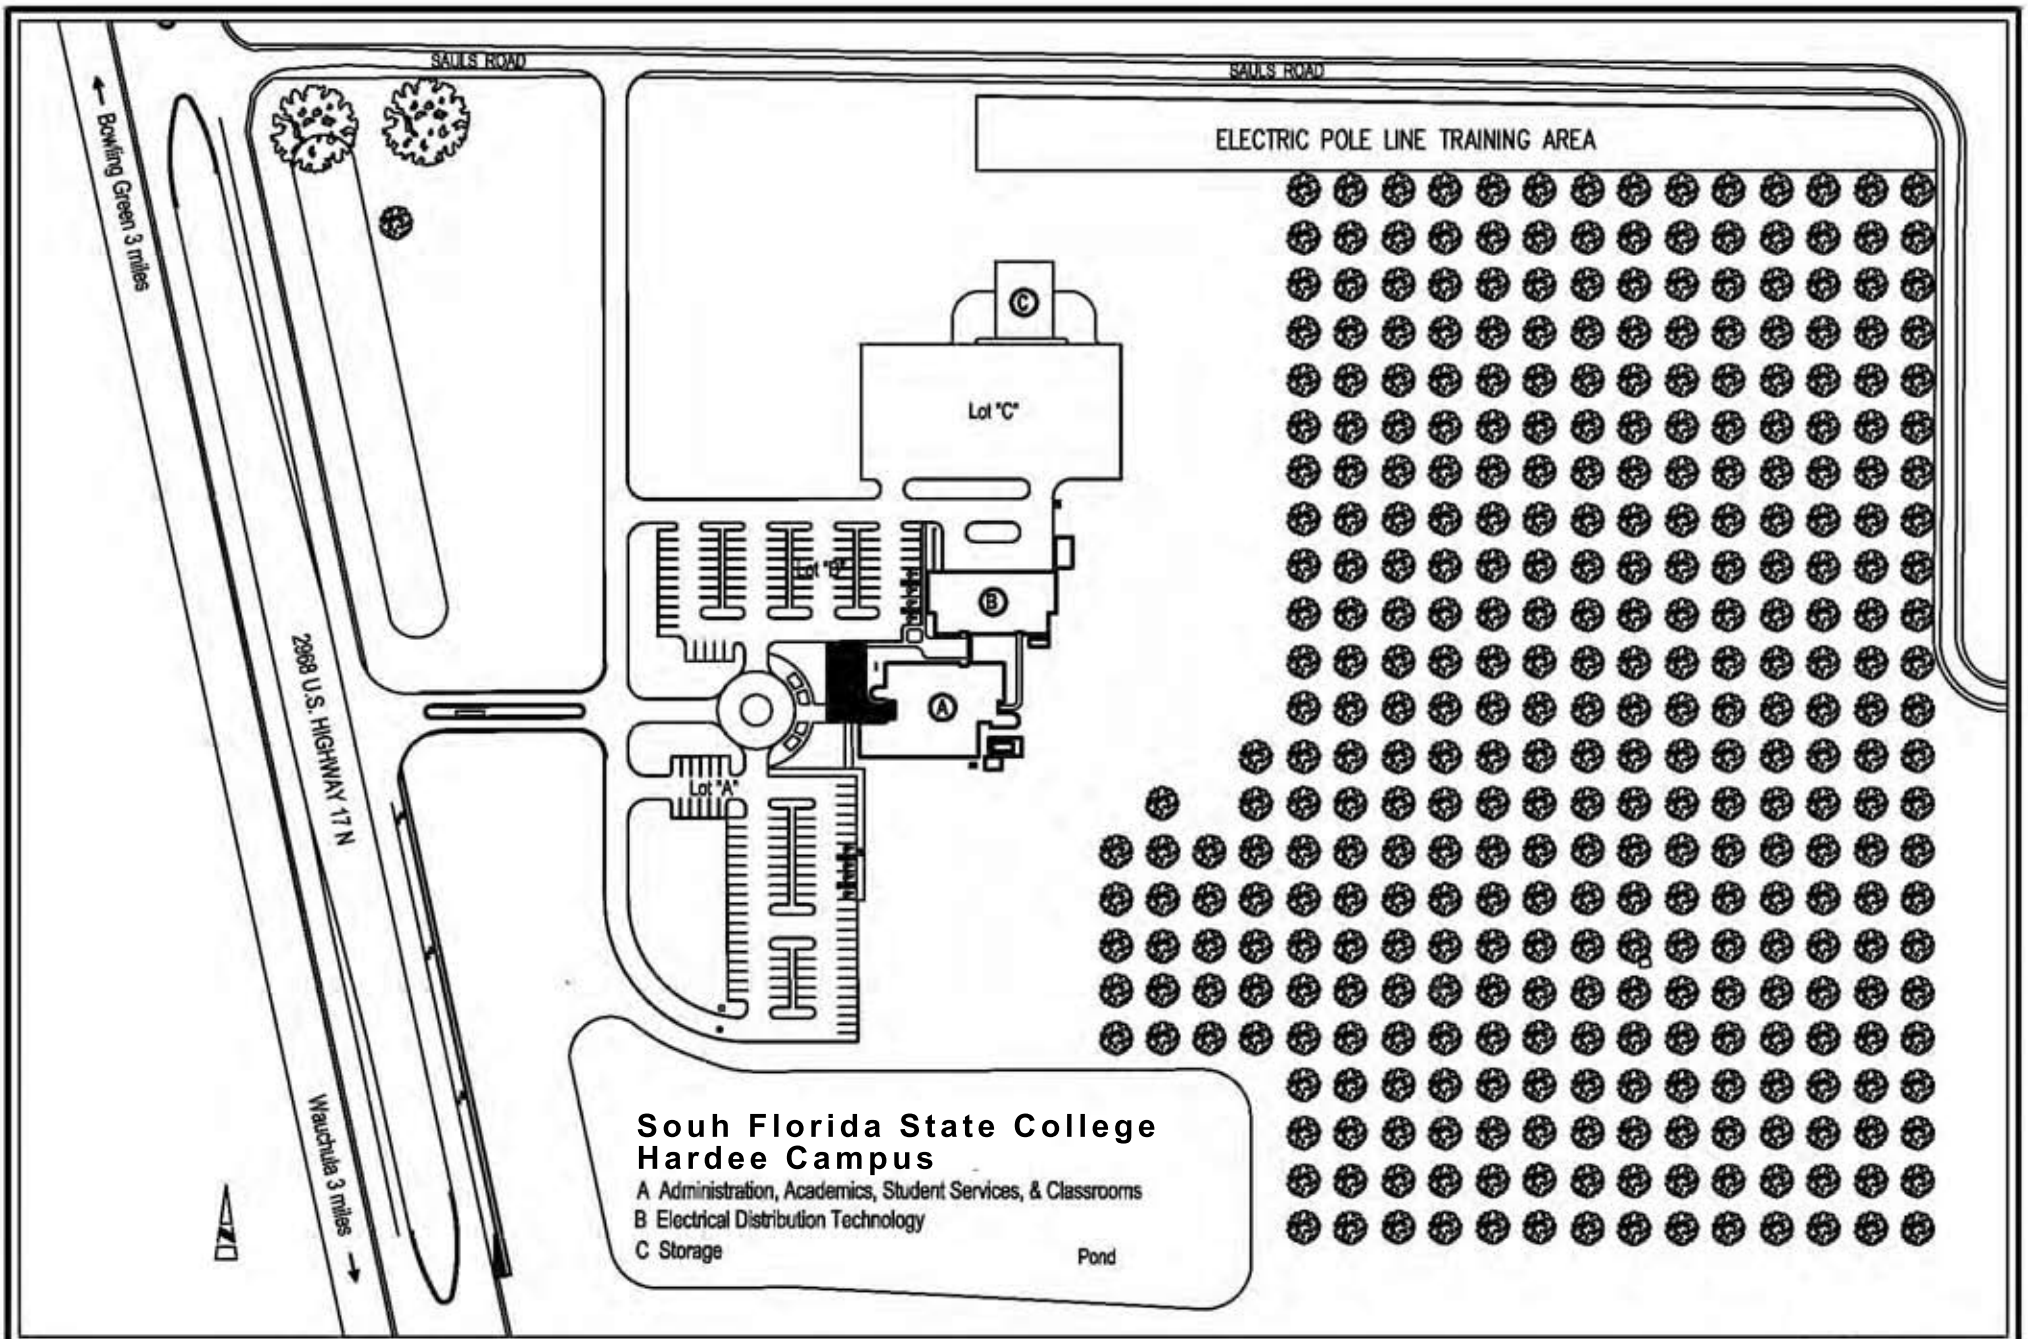 SAULS ROAD
SAULS ROAD
ELECTRIC POLE LINE TRAINING AREA
Bowling Green 3 miles
C
Lot "C"
Lot "B"
B
2968 U.S. HIGHWAY 17 N
A
Lot "A"
Wauchula 3 miles
N
Souh Florida State College
Hardee Campus
A Administration, Academics, Student Services, & Classrooms
B Electrical Distribution Technology
C Storage
Pond